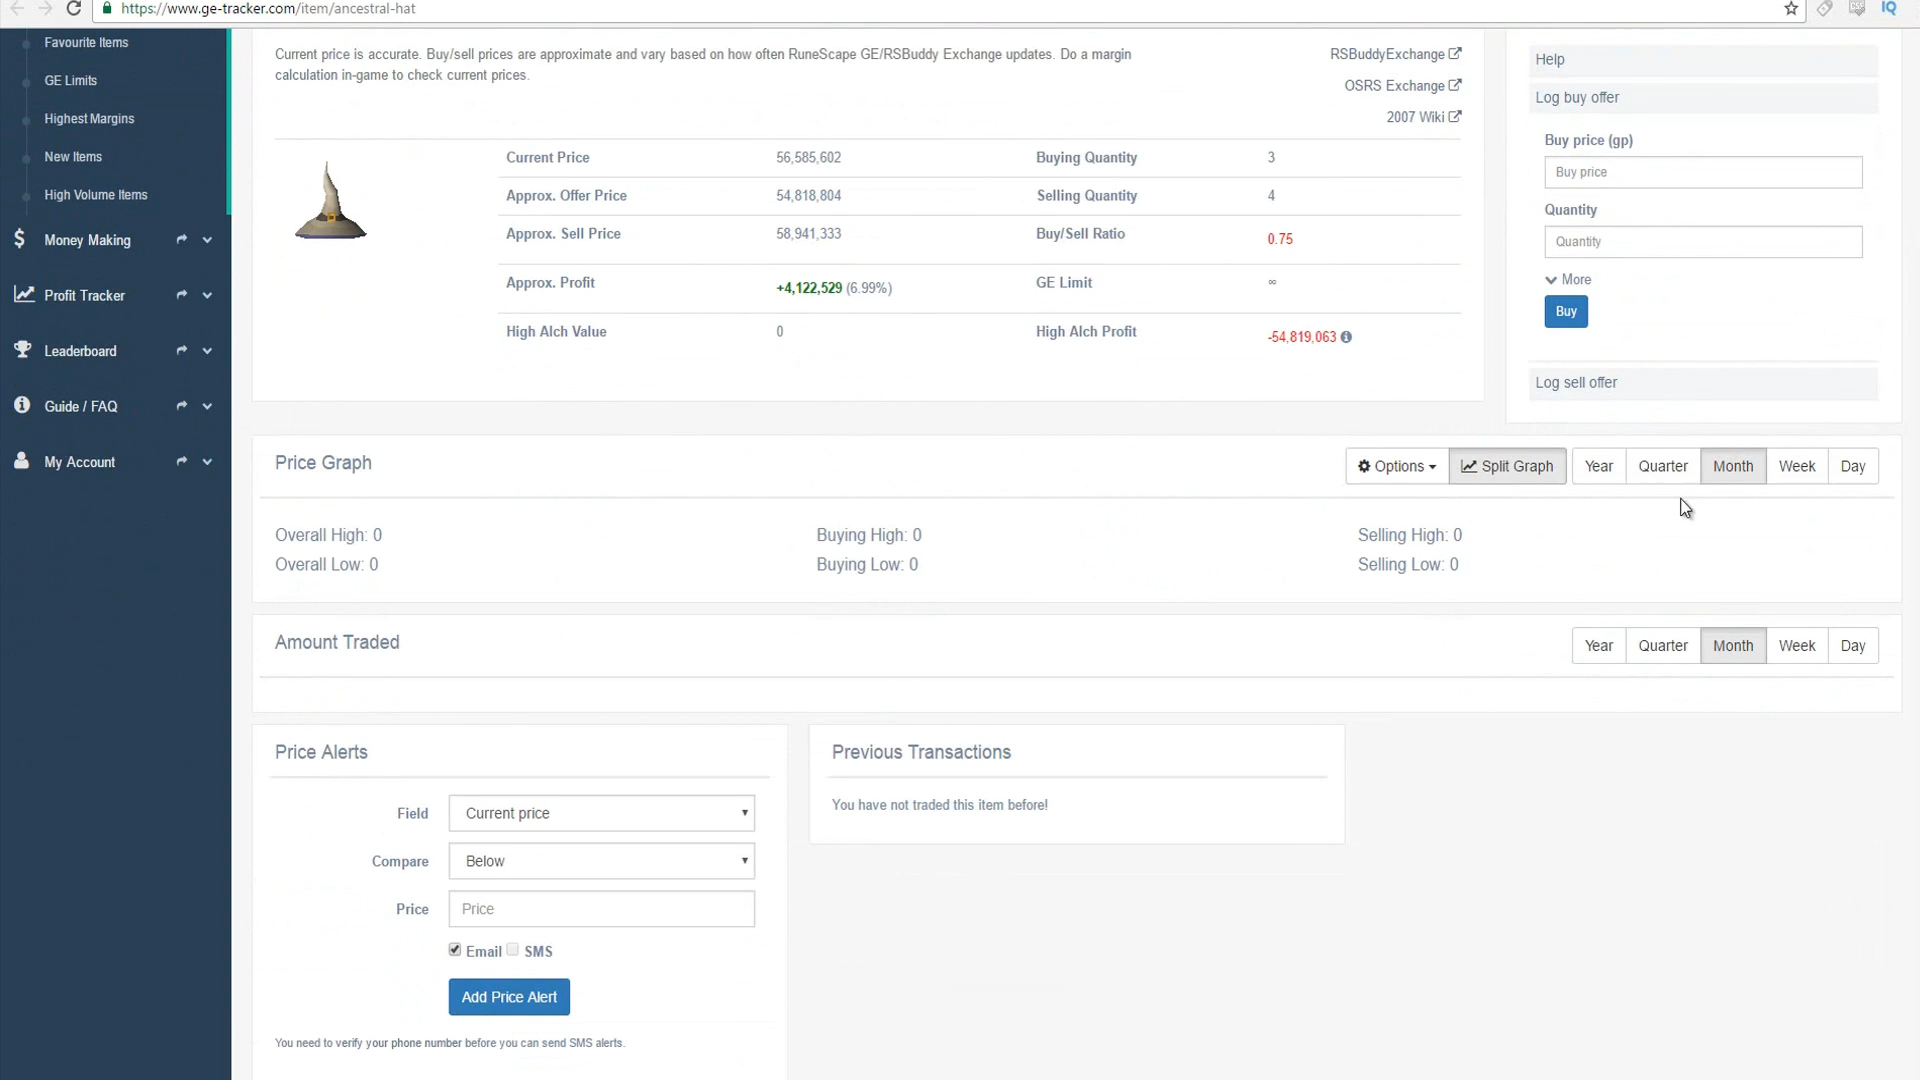 https://www.ge-tracker.com/item/ancestral-hat
IQ
Favourite Items
GE Limits
Highest Margins
New Items
High Volume Items
Money Making
Profit Tracker
Leaderboard
Guide / FAQ
My Account
Current price is accurate. Buy/sell prices are approximate and vary based on how often RuneScape GE/RSBuddy Exchange updates. Do a margin
calculation in-game to check current prices.
RSBuddyExchange
OSRS Exchange
2007 Wiki
Current Price 56,585,602 Buying Quantity 3
Approx. Offer Price 54,818,804 Selling Quantity 4
Approx. Sell Price 58,941,333 Buy/Sell Ratio 0.75
Approx. Profit +4,122,529 (6.99%) GE Limit ∞
High Alch Value 0 High Alch Profit -54,819,063
Help
Log buy offer
Buy price (gp)
Buy price
Quantity
Quantity
More
Buy
Log sell offer
Price Graph
Options Split Graph Year Quarter Month Week Day
Overall High: 0 Buying High: 0 Selling High: 0
Overall Low: 0 Buying Low: 0 Selling Low: 0
Amount Traded
Year Quarter Month Week Day
Price Alerts
Field Current price
Compare Below
Price Price
Email SMS
Add Price Alert
You need to verify your phone number before you can send SMS alerts.
Previous Transactions
You have not traded this item before!